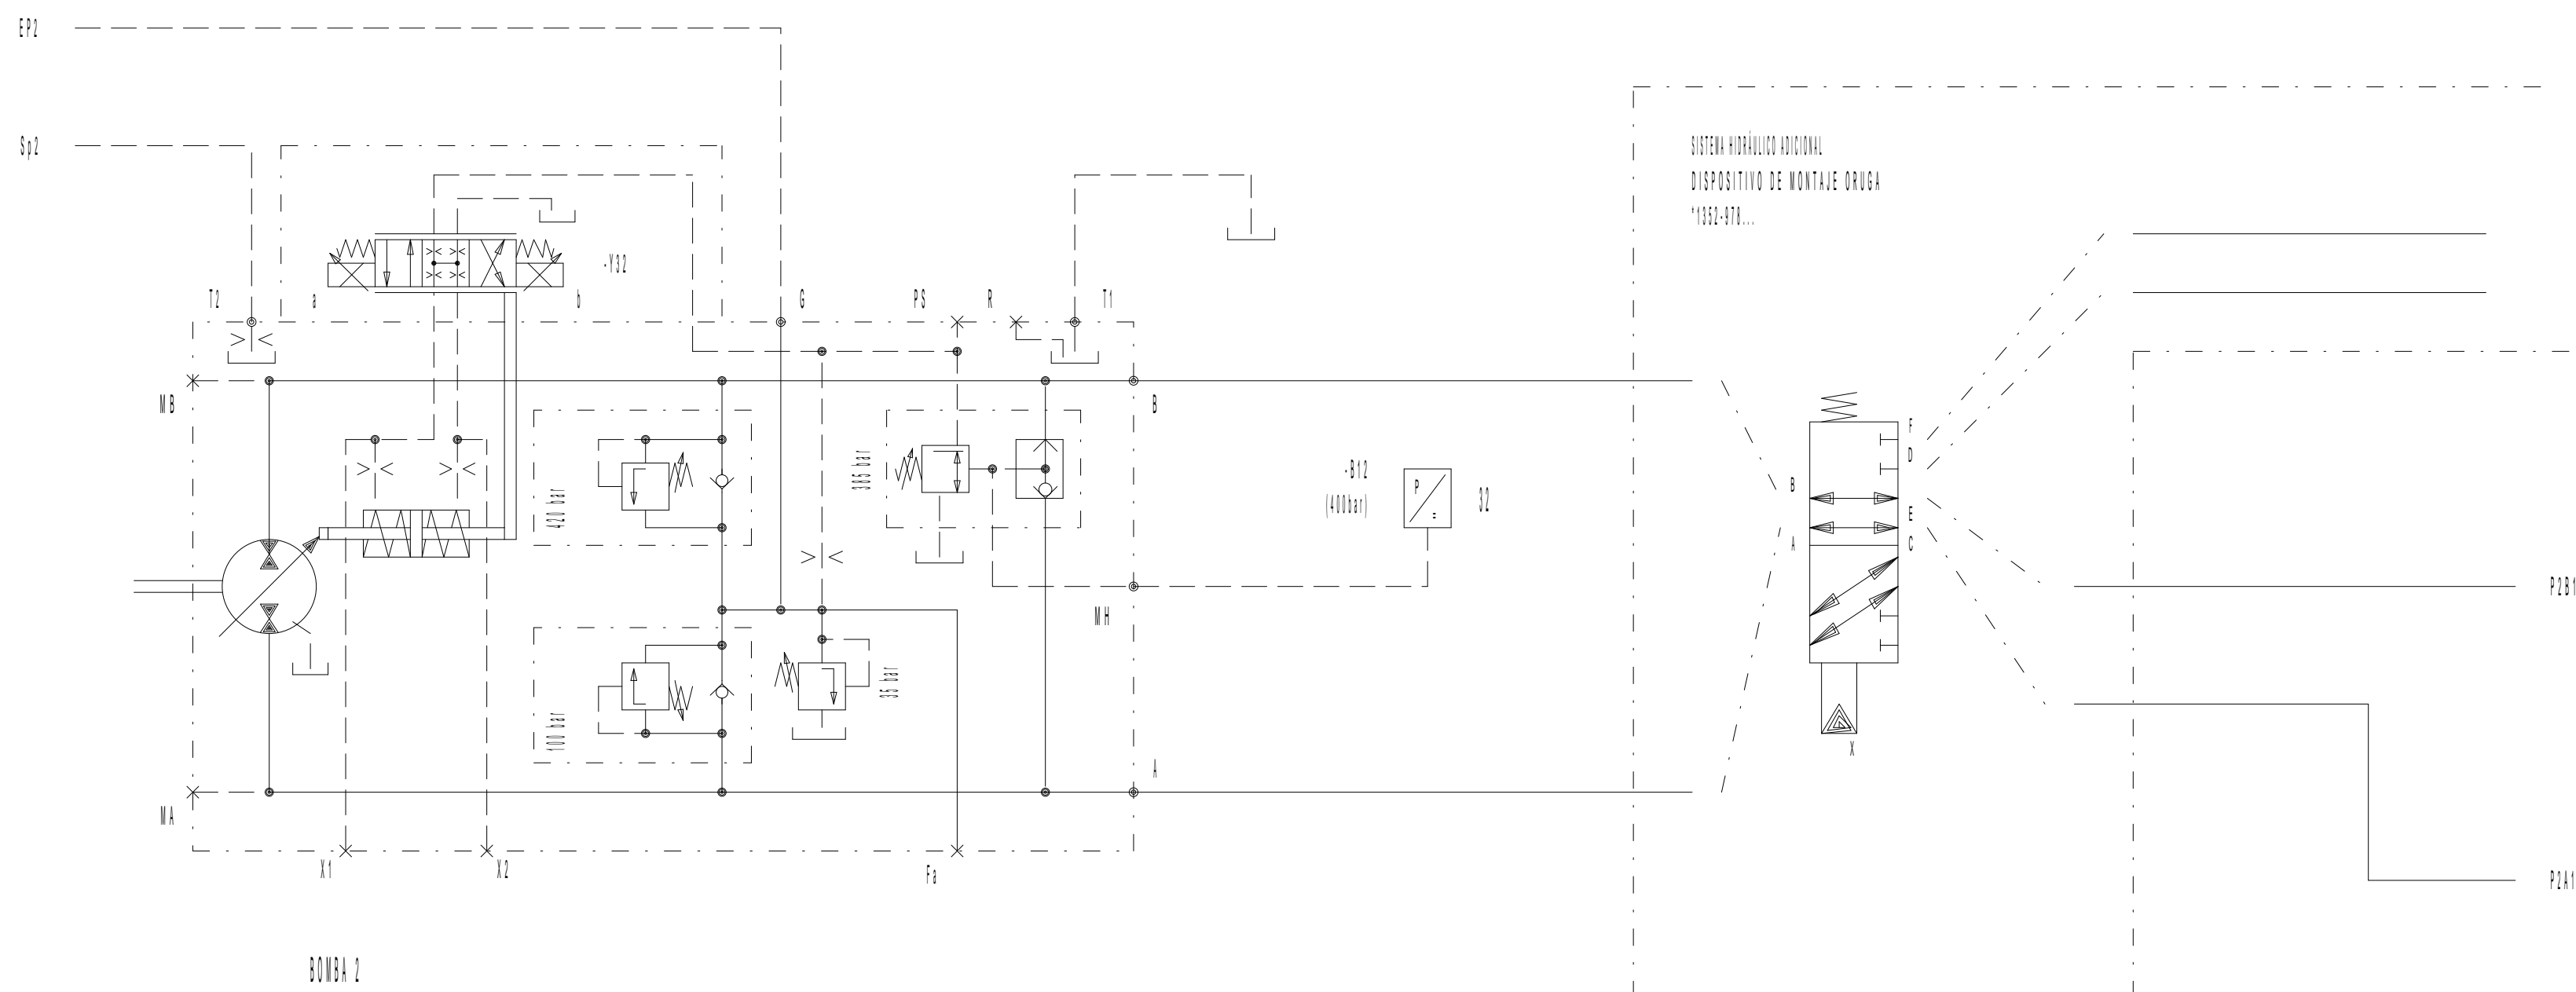 EP2
Sp2
SISTEMA HIDRÁULICO ADICIONAL
DISPOSITIVO DE MONTAJE ORUGA
*1352-978...
-Y32
T2
a
b
G
PS
R
T1
MB
B
F
D
420 bar
305 bar
-B12
(400bar)
P
=
32
B
E
A
C
MH
P2B1
100 bar
35 bar
X
A
MA
X1
X2
Fa
P2A1
BOMBA 2